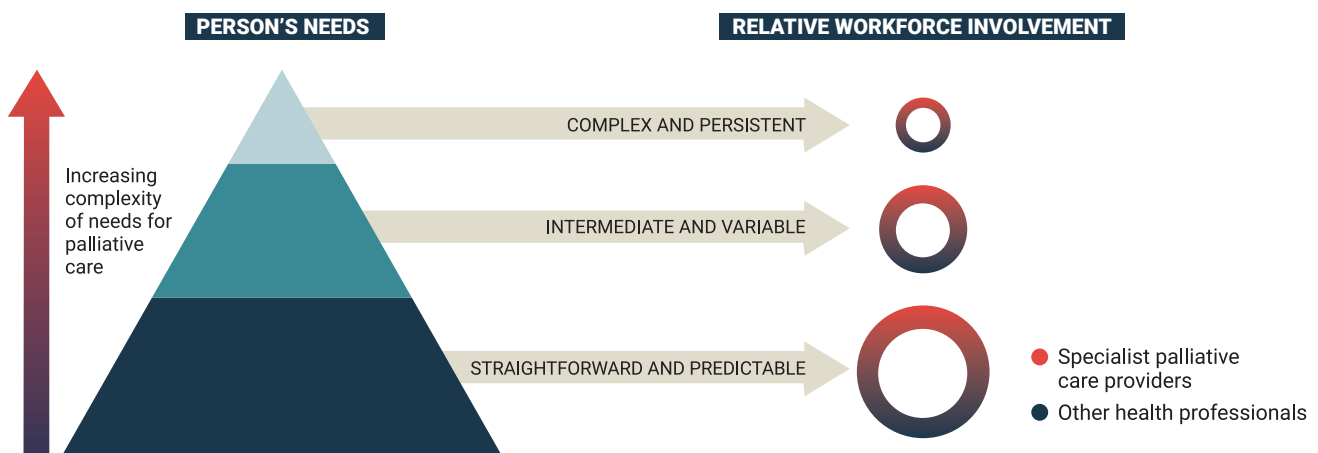 PERSON'S NEEDS
RELATIVE WORKFORCE INVOLVEMENT
Increasing
complexity
of needs for
palliative
care
COMPLEX AND PERSISTENT
INTERMEDIATE AND VARIABLE
STRAIGHTFORWARD AND PREDICTABLE
Specialist palliative
care providers
Other health professionals